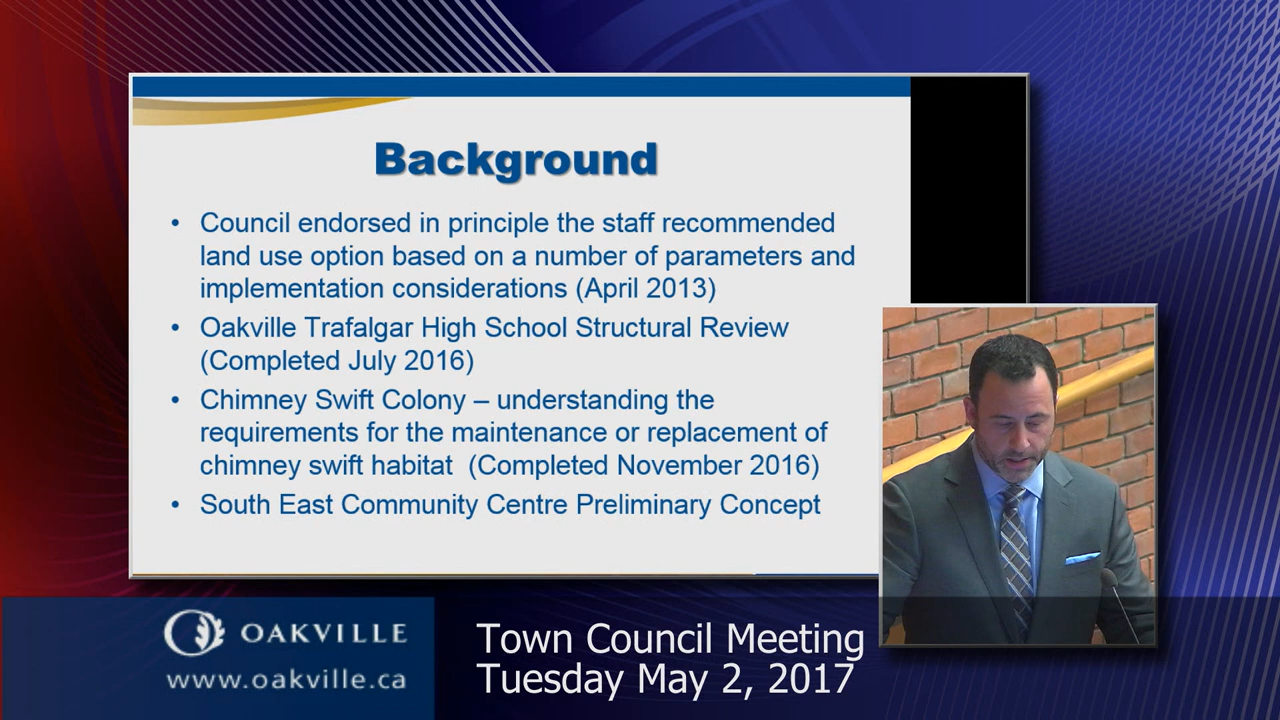 Background
• Council endorsed in principle the staff recommended
land use option based on a number of parameters and
implementation considerations (April 2013)
• Oakville Trafalgar High School Structural Review
(Completed July 2016)
• Chimney Swift Colony – understanding the
requirements for the maintenance or replacement of
chimney swift habitat (Completed November 2016)
• South East Community Centre Preliminary Concept
OAKVILLE
www.oakville.ca
Town Council Meeting
Tuesday May 2, 2017